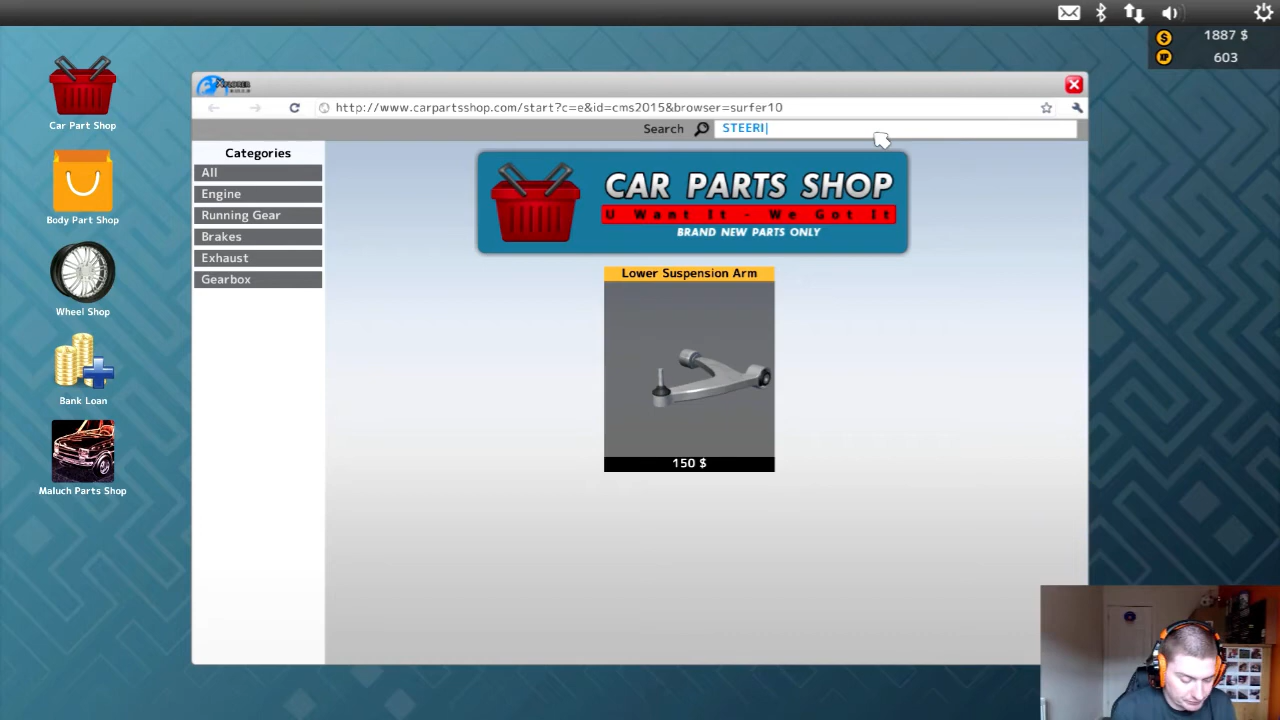 1887 $
603
Car Part Shop
Body Part Shop
Wheel Shop
Bank Loan
Maluch Parts Shop
http://www.carpartsshop.com/start?c=e&id=cms2015&browser=surfer10
Search
STEERI
Categories
All
Engine
Running Gear
Brakes
Exhaust
Gearbox
CAR PARTS SHOP
U Want It - We Got It
BRAND NEW PARTS ONLY
Lower Suspension Arm
150 $